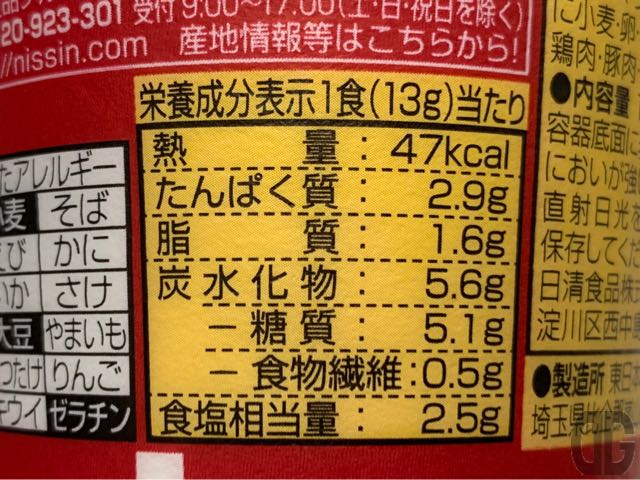 受付 9:00~17:00(土・日・祝日を除く)
20-923-301
//nissin.com 産地情報等はこちらから!
栄養成分表示1食(13g)当たり
熱量: 47kcal
たんぱく質: 2.9g
脂質: 1.6g
炭水化物: 5.6g
-糖質: 5.1g
-食物繊維:0.5g
食塩相当量: 2.5g
たアレルギー
麦 そば
び かに
いか さけ
大豆 やまいも
つたけ りんご
キウイ ゼラチン
に小麦・卵
鶏肉・豚肉
●内容量
容器底面に
においが強
直射日光
保存してくだ
日清食品株
淀川区西中島
●製造所 東日
埼玉県比企郡